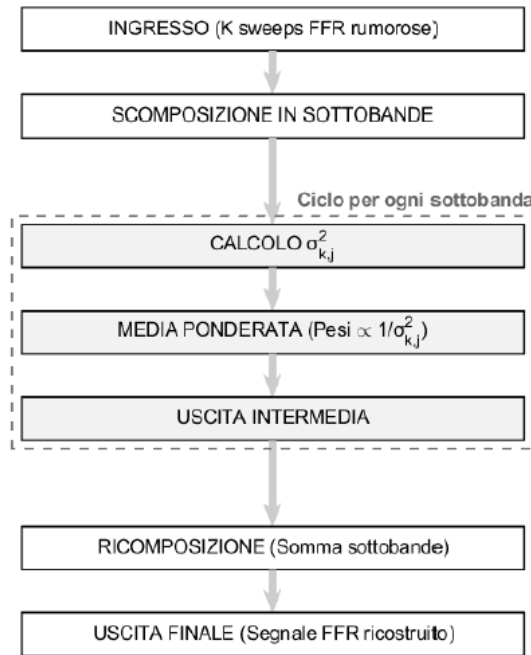 INGRESSO (K sweeps FFR rumorose)
SCOMPOSIZIONE IN SOTTOBANDE
Ciclo per ogni sottobanda
CALCOLO σ²k,j
MEDIA PONDERATA (Pesi ∝ 1/σ²k,j)
USCITA INTERMEDIA
RICOMPOSIZIONE (Somma sottobande)
USCITA FINALE (Segnale FFR ricostruito)